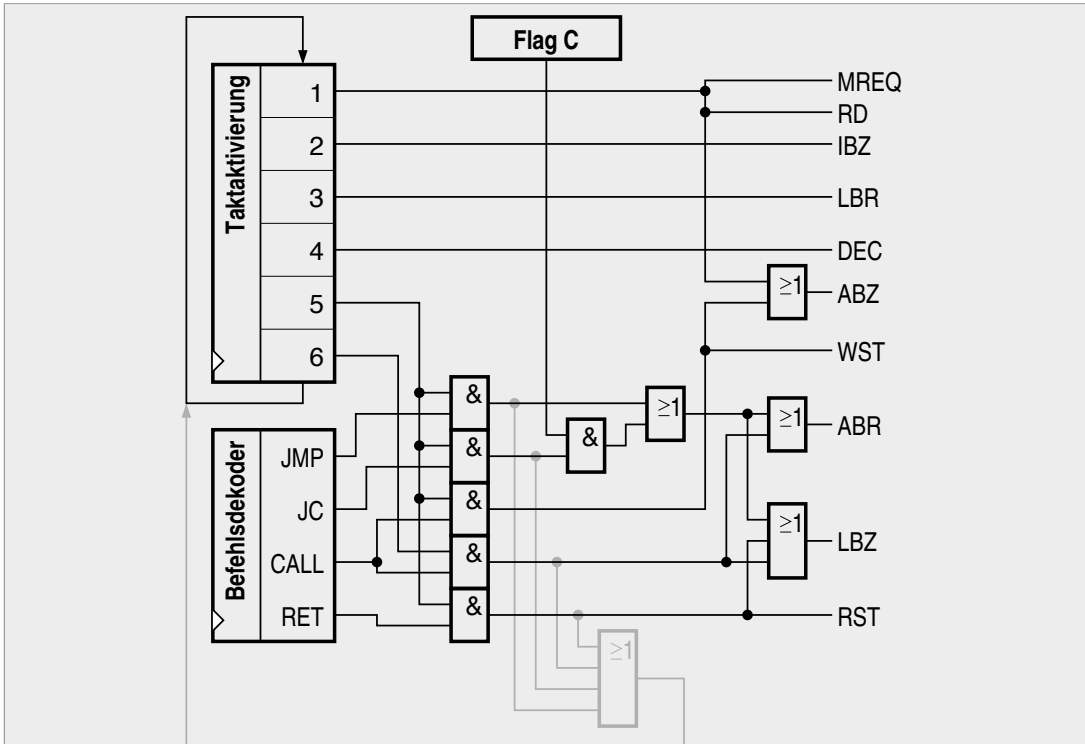 Flag C
Taktaktivierung
1
2
3
4
5
6
MREQ
RD
IBZ
LBR
DEC
≥1
ABZ
WST
&
&
&
&
&
&
≥1
≥1
ABR
≥1
LBZ
RST
Befehlsdekoder
JMP
JC
CALL
RET
≥1